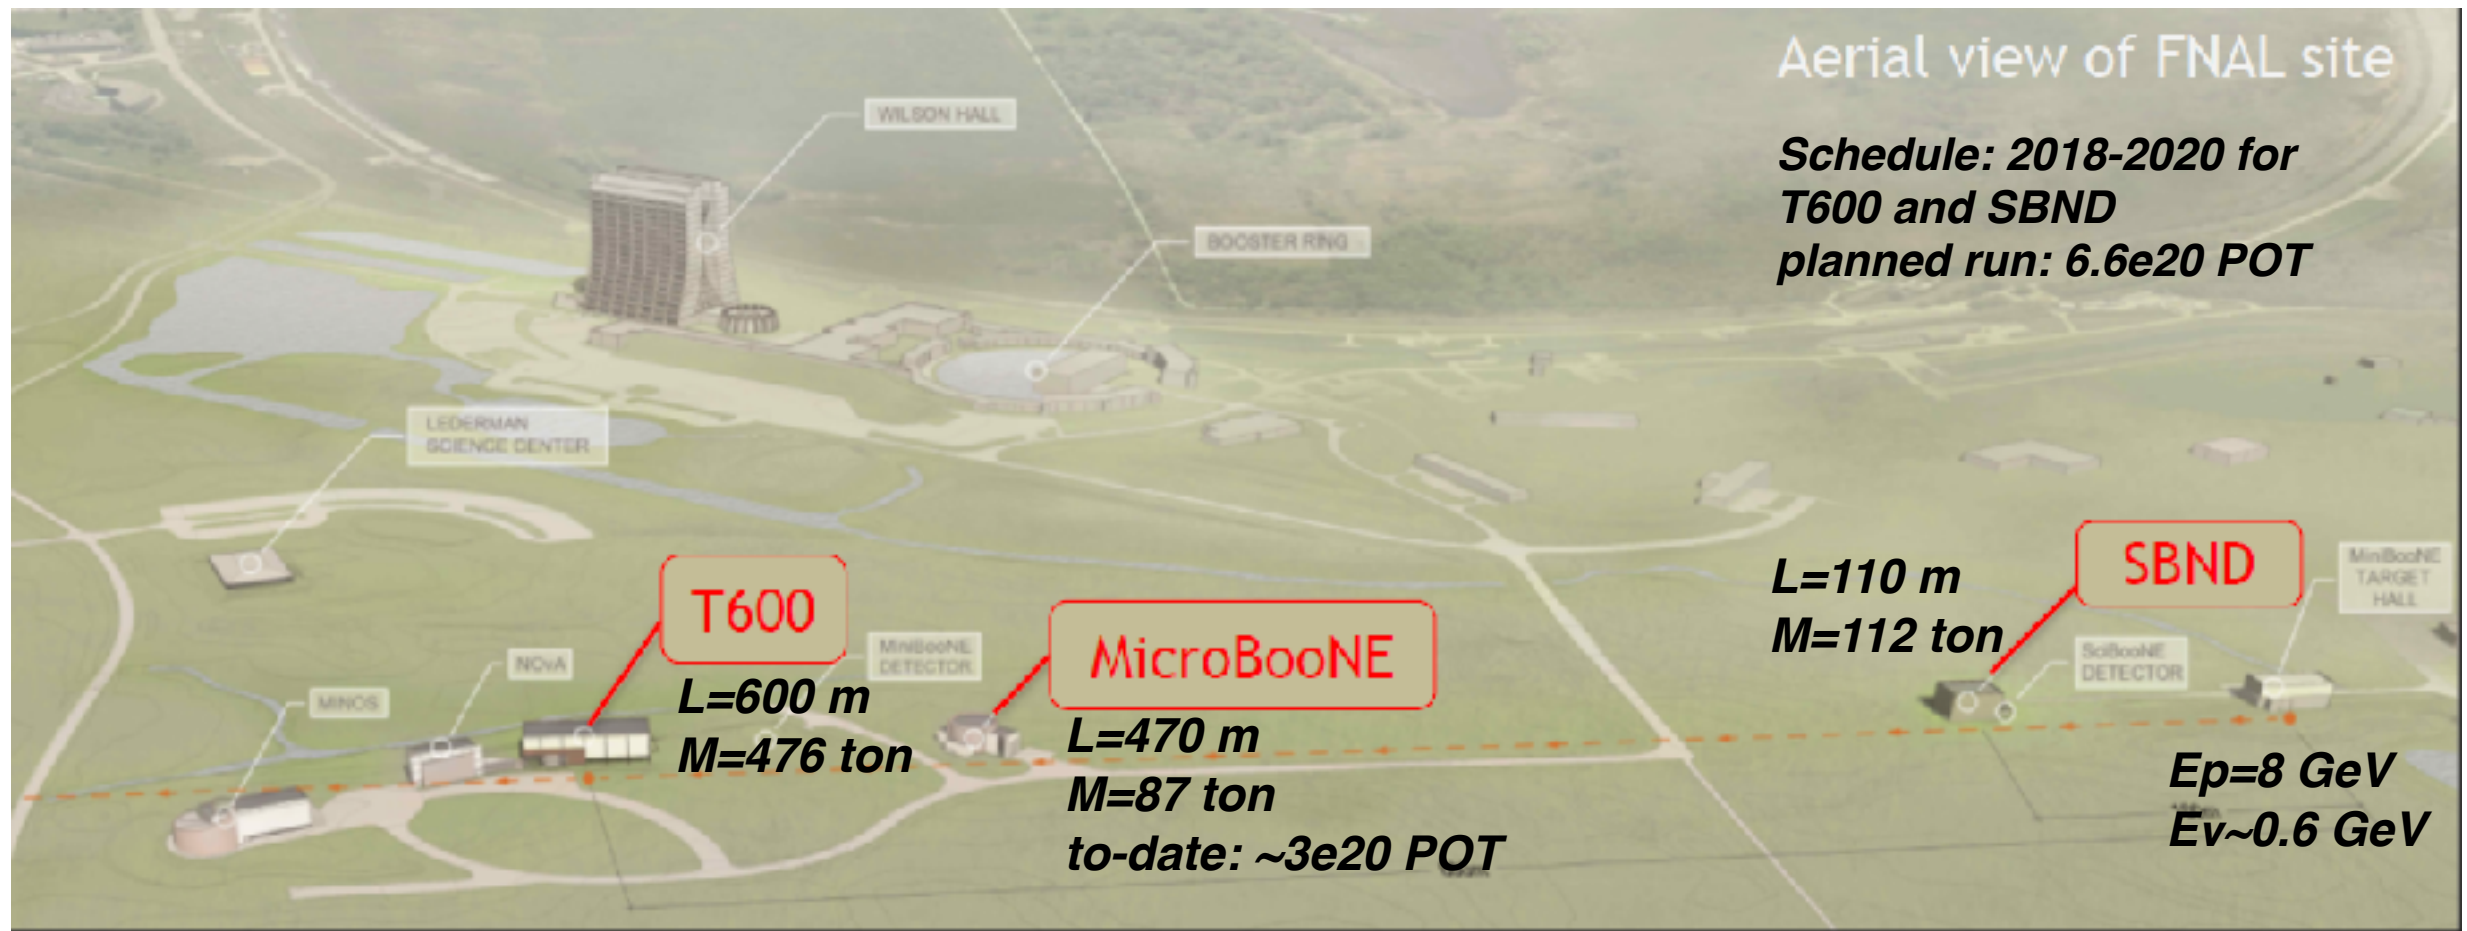 Aerial view of FNAL site
Schedule: 2018-2020 for
T600 and SBND
planned run: 6.6e20 POT
WILSON HALL
BOOSTER RING
LEDERMAN
SCIENCE DENTER
T600
L=600 m
M=476 ton
MiniBooNE
DETECTOR
MicroBooNE
L=470 m
M=87 ton
to-date: ~3e20 POT
L=110 m
M=112 ton
SBND
MiniBooNE
TARGET
HALL
SciBooNE
DETECTOR
NOvA
MINOS
Ep=8 GeV
Ev~0.6 GeV